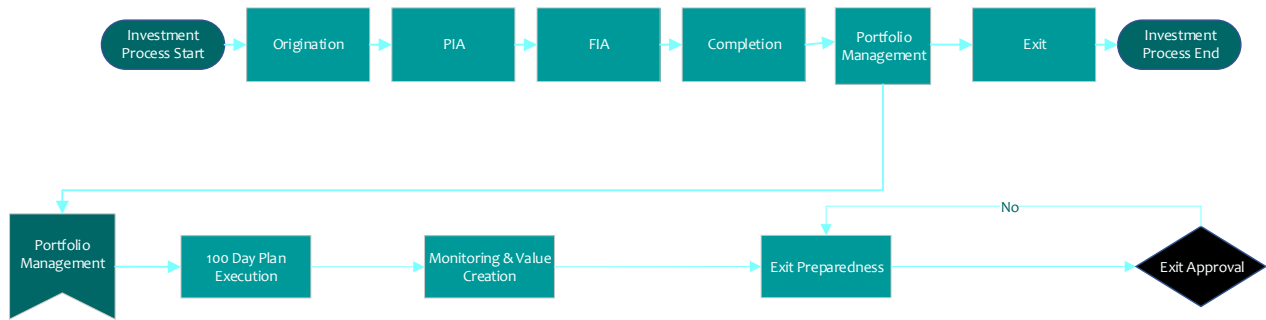 Investment
Process Start
Origination
PIA
FIA
Completion
Portfolio
Management
Exit
Investment
Process End
No
Portfolio
Management
100 Day Plan
Execution
Monitoring & Value
Creation
Exit Preparedness
Exit Approval